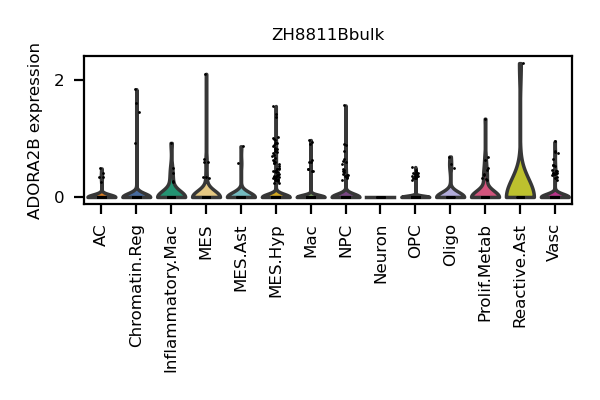 ZH8811Bbulk
ADORA2B expression
2
0
AC
Chromatin.Reg
Inflammatory.Mac
MES
MES.Ast
MES.Hyp
Mac
NPC
Neuron
OPC
Oligo
Prolif.Metab
Reactive.Ast
Vasc